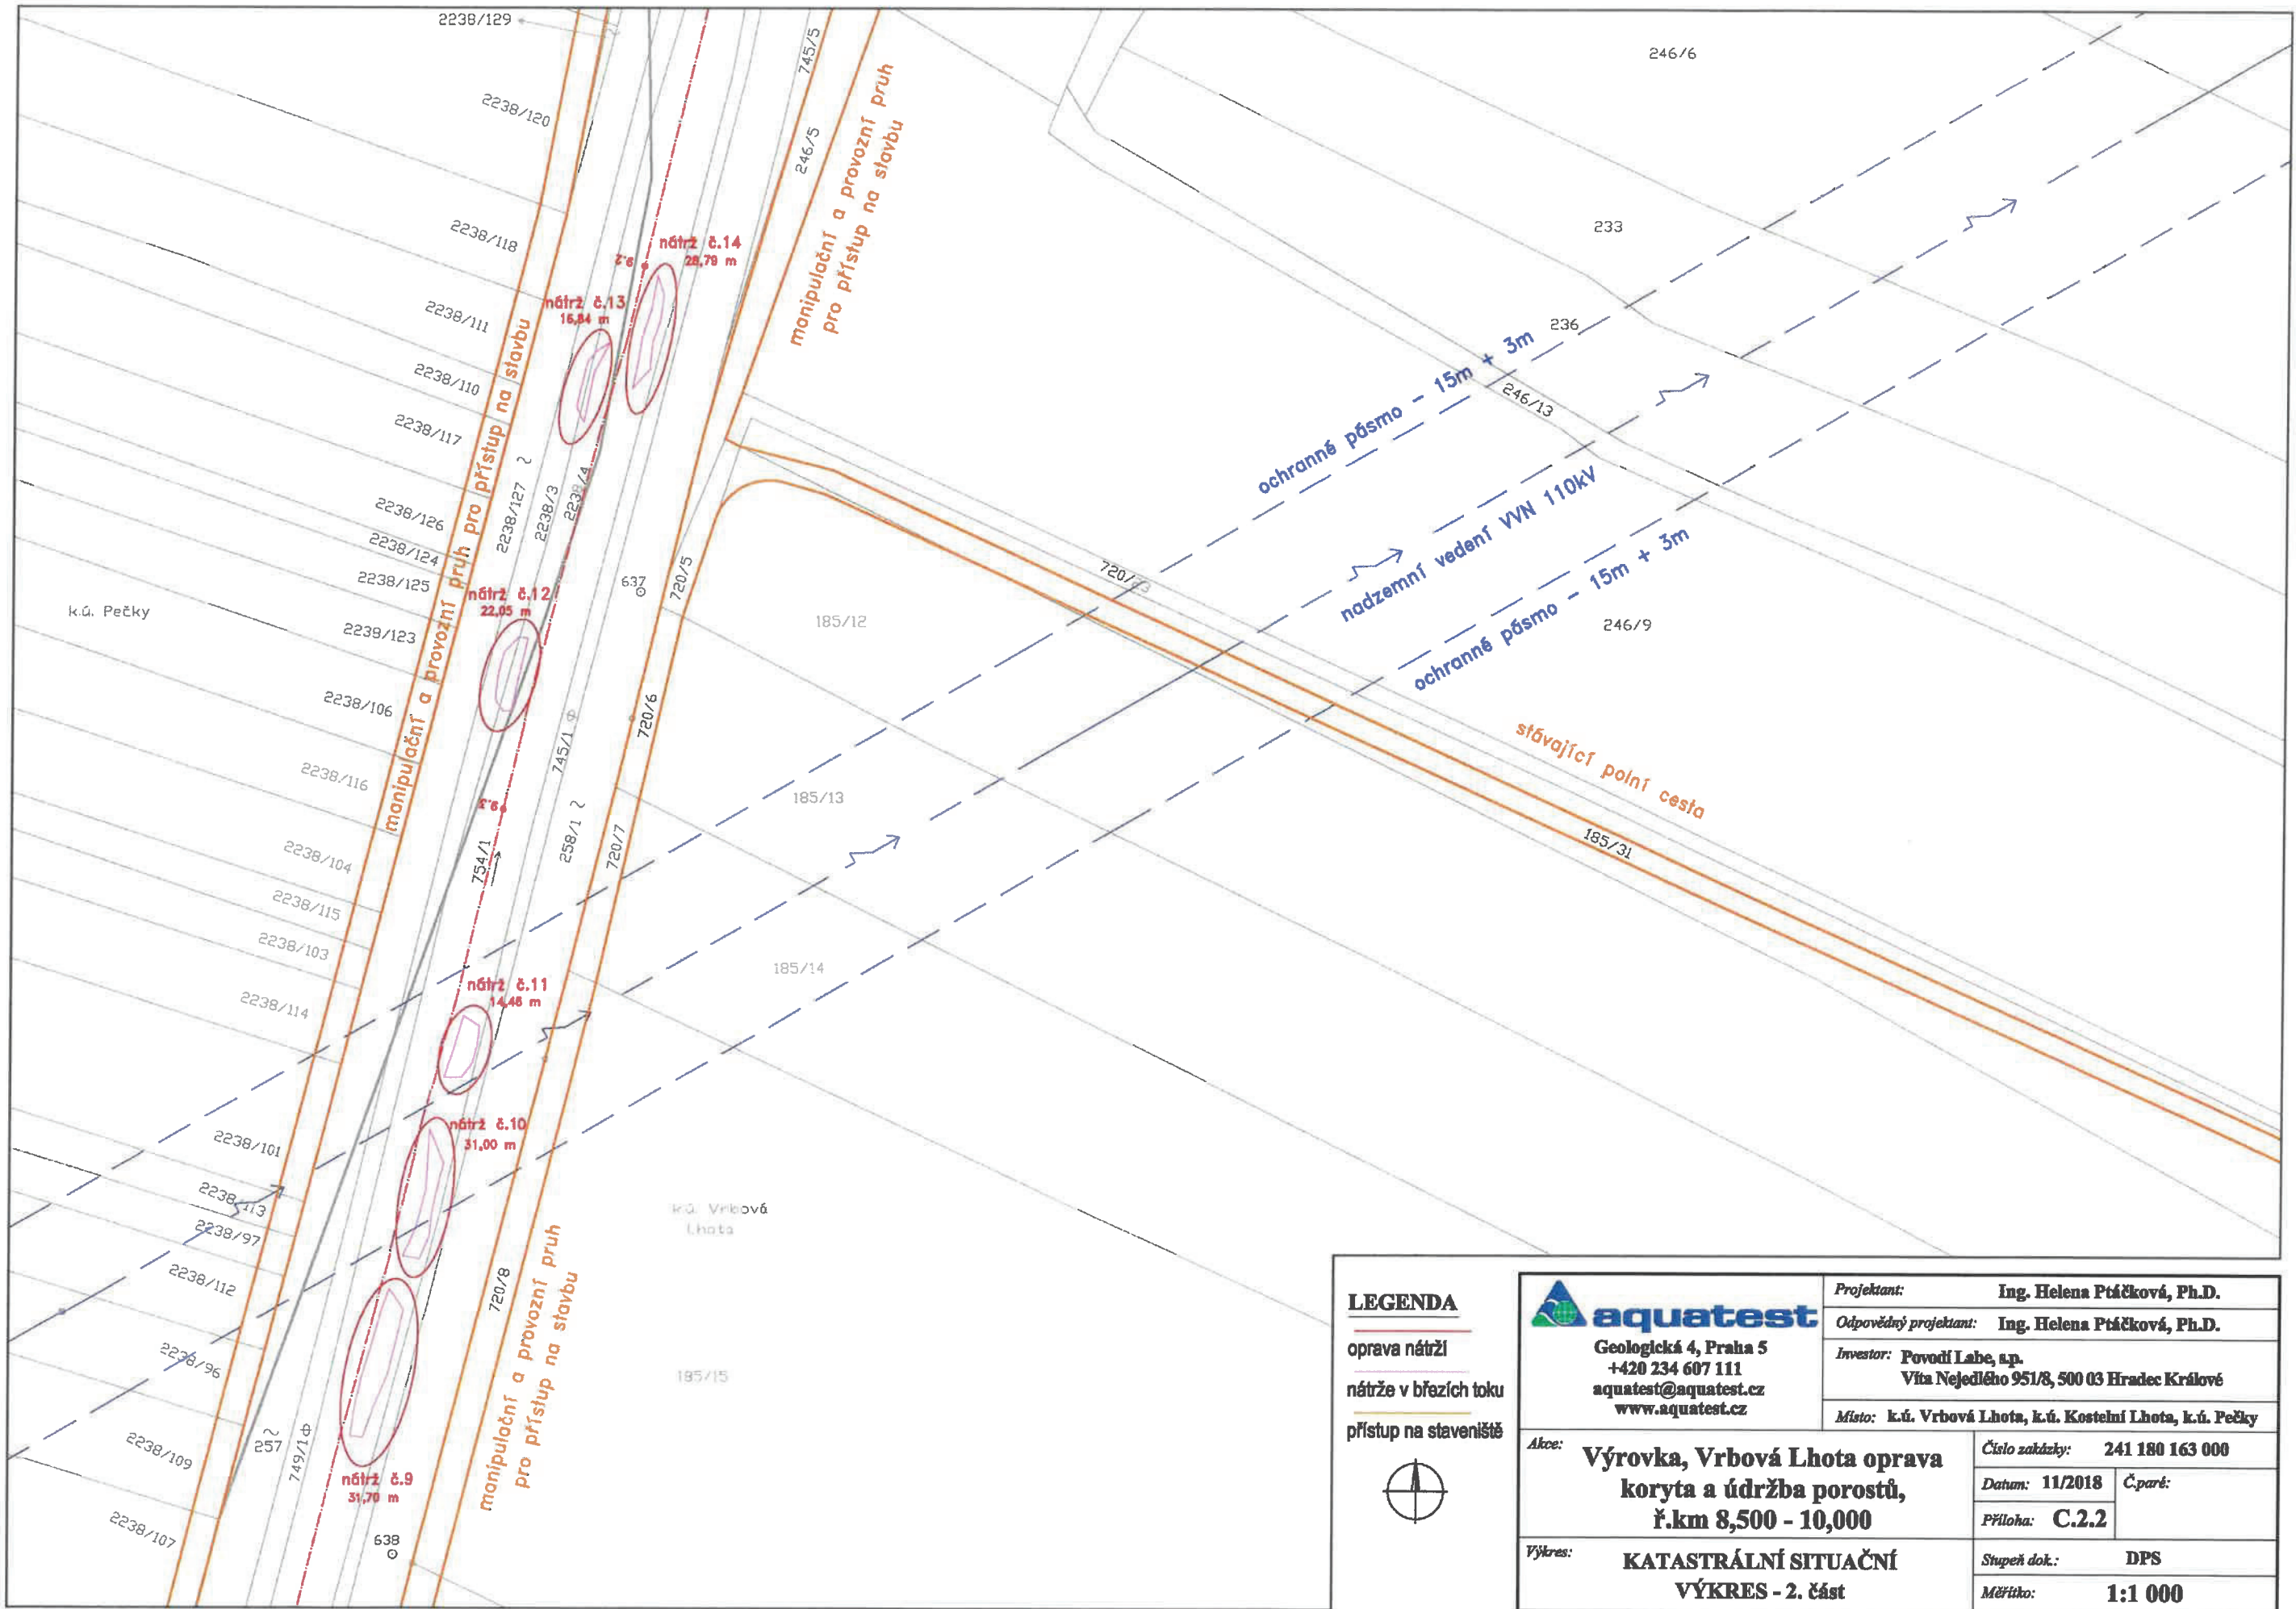 2238/129
2238/120
2238/118
2238/111
2238/110
2238/117
2238/126
2238/124
2238/125
2239/123
2238/106
2238/116
2238/104
2238/115
2238/103
2238/114
2238/101
2238/113
2238/97
2238/112
2238/96
2238/109
2238/107
k.ú. Pečky
manipulační a provozní pruh pro přístup na stavbu
2238/127
2238/3
2238/4
745/5
246/5
manipulační a provozní pruh
pro přístup na stavbu
nátrž č.14
28,79 m
9,2
nátrž č.13
16,84 m
nátrž č.12
22,05 m
9,3
754/1
745/1
258/1
637
720/5
720/6
720/7
nátrž č.11
14,48 m
nátrž č.10
31,00 m
nátrž č.9
31,70 m
257
749/1
638
720/8
manipulační a provozní pruh
pro přístup na stavbu
185/12
185/13
185/14
k.ú. Vrbová
Lhota
185/15
246/6
233
236
246/13
ochranné pásmo - 15m + 3m
nadzemní vedení VVN 110kV
ochranné pásmo - 15m + 3m
246/9
720/
stávající polní cesta
185/31
LEGENDA
oprava nátrží
nátrže v březích toku
přístup na staveniště
aquatest
Geologická 4, Praha 5
+420 234 607 111
aquatest@aquatest.cz
www.aquatest.cz
Projektant: Ing. Helena Ptáčková, Ph.D.
Odpovědný projektant: Ing. Helena Ptáčková, Ph.D.
Investor: Povodí Labe, s.p.
Víta Nejedlého 951/8, 500 03 Hradec Králové
Místo: k.ú. Vrbová Lhota, k.ú. Kostelní Lhota, k.ú. Pečky
Akce: Výrovka, Vrbová Lhota oprava
koryta a údržba porostů,
ř.km 8,500 - 10,000
Číslo zakázky: 241 180 163 000
Datum: 11/2018 Č.paré:
Příloha: C.2.2
Výkres: KATASTRÁLNÍ SITUAČNÍ
VÝKRES - 2. část
Stupeň dok.: DPS
Měřítko: 1:1 000